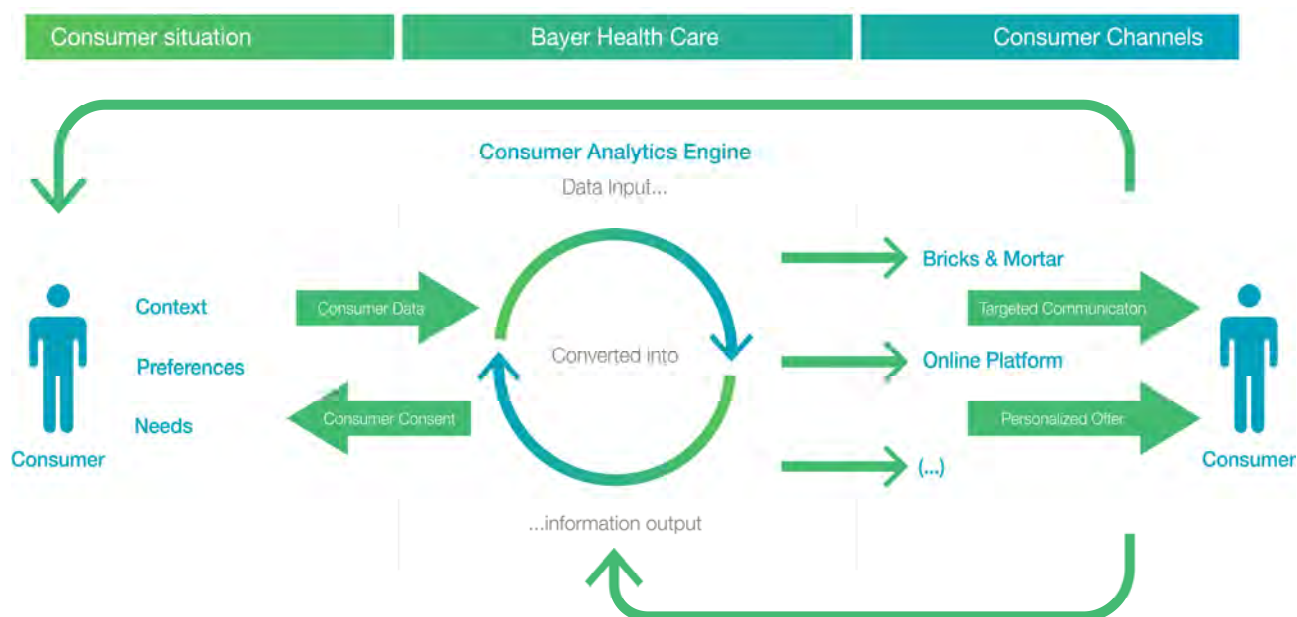 Consumer situation
Bayer Health Care
Consumer Channels
Consumer Analytics Engine
Data Input...
Context
Preferences
Needs
Consumer
Consumer Data
Consumer Consent
Converted into
...information output
Bricks & Mortar
Online Platform
(...)
Targeted Communicaton
Personalized Offer
Consumer